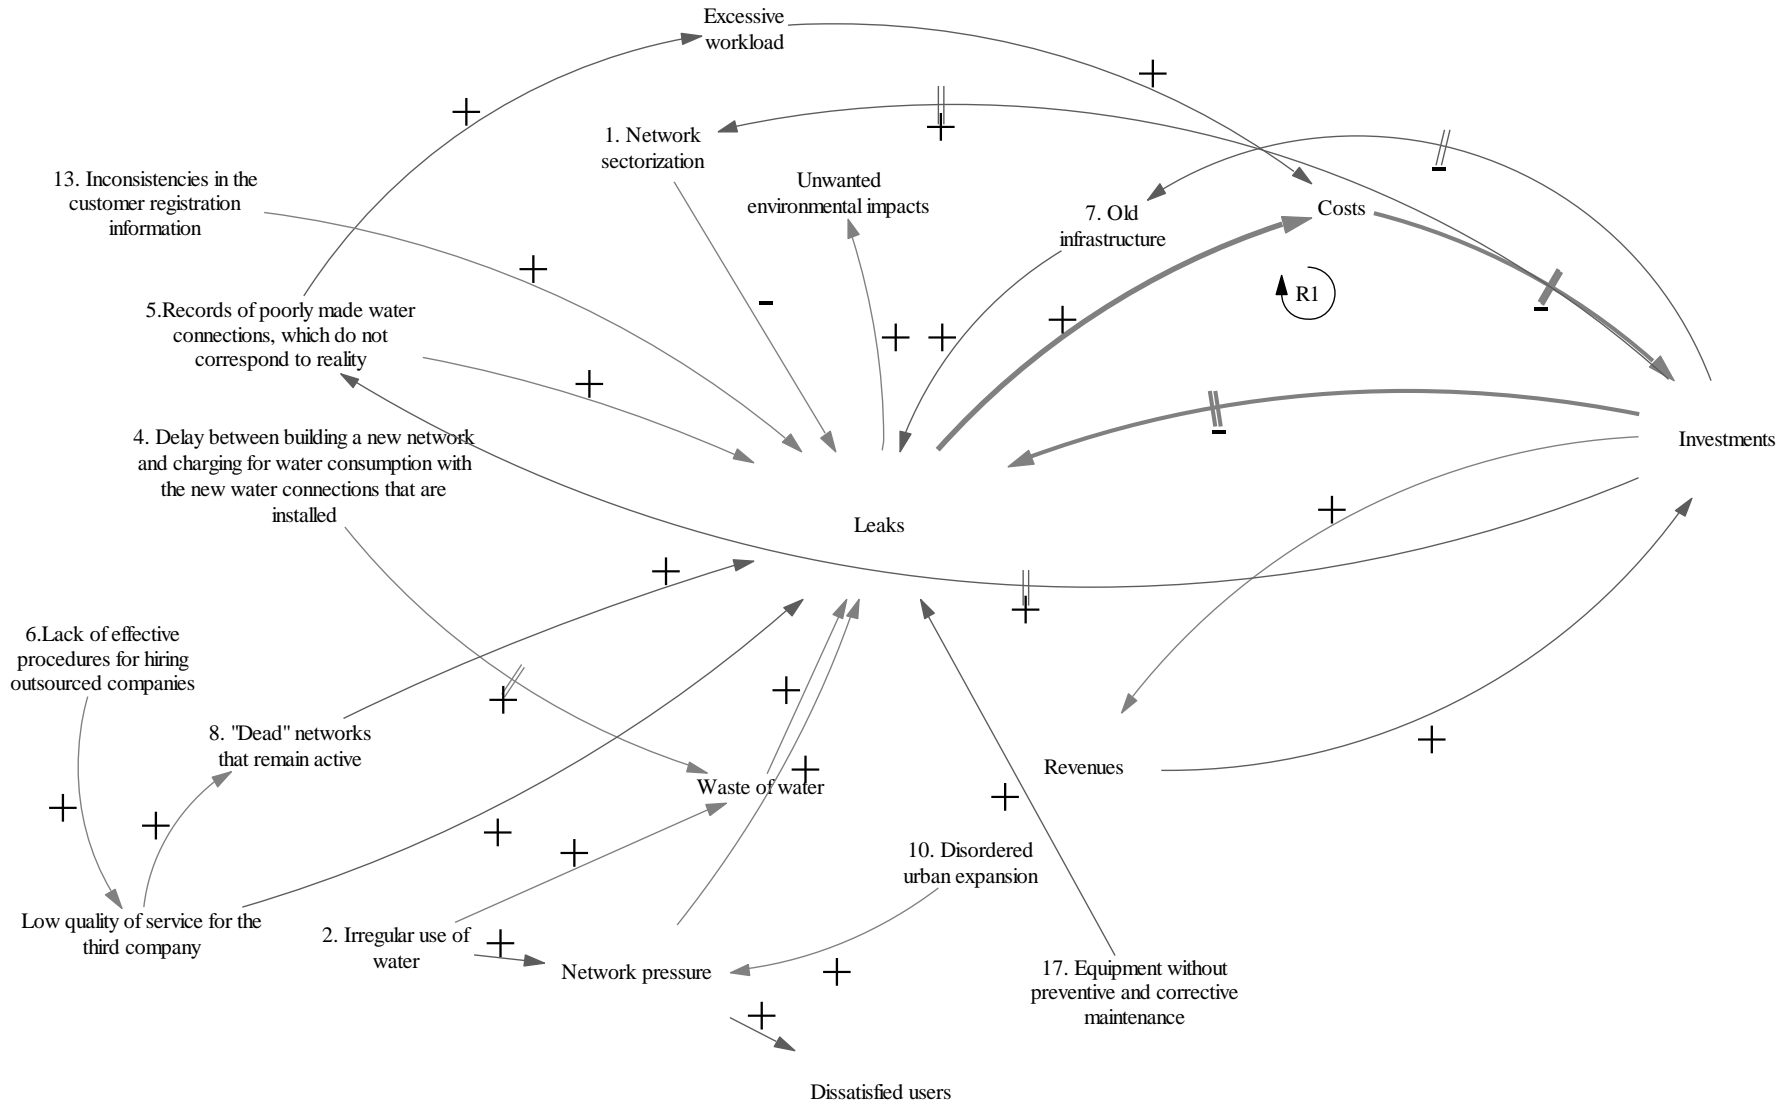 Excessive
workload
1. Network
sectorization
13. Inconsistencies in the
customer registration
information
Unwanted
environmental impacts
7. Old
infrastructure
Costs
R1
5.Records of poorly made water
connections, which do not
correspond to reality
4. Delay between building a new network
and charging for water consumption with
the new water connections that are
installed
Investments
Leaks
6.Lack of effective
procedures for hiring
outsourced companies
8. "Dead" networks
that remain active
Waste of water
Revenues
10. Disordered
urban expansion
Low quality of service for the
third company
2. Irregular use of
water
Network pressure
17. Equipment without
preventive and corrective
maintenance
Dissatisfied users